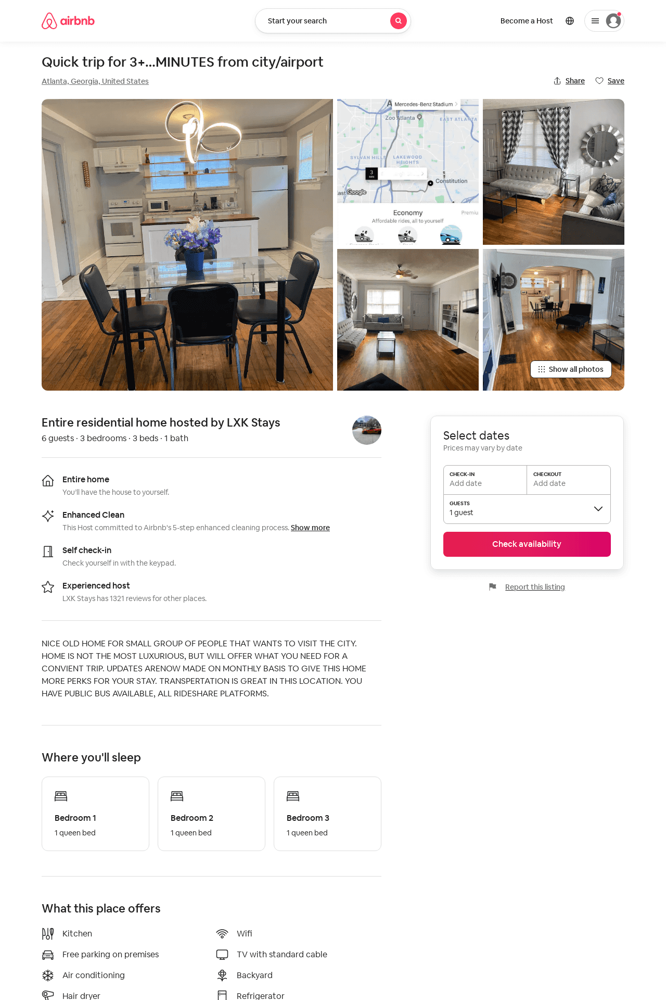 airbnb
Start your search
Become a Host
Quick trip for 3+...MINUTES from city/airport
Atlanta, Georgia, United States
Share
Save
Mercedes-Benz Stadium
Zoo Atlanta
EAST ATLANTA
SYLVAN HILLS
LAKEWOOD
HEIGHTS
3
MIN
Constitution
Google
Economy
Affordable rides, all to yourself
Show all photos
Entire residential home hosted by LXK Stays
6 guests · 3 bedrooms · 3 beds · 1 bath
Entire home
You’ll have the house to yourself.
Enhanced Clean
This Host committed to Airbnb's 5-step enhanced cleaning process. Show more
Self check-in
Check yourself in with the keypad.
Experienced host
LXK Stays has 1321 reviews for other places.
Select dates
Prices may vary by date
CHECK-IN
Add date
CHECKOUT
Add date
GUESTS
1 guest
Check availability
Report this listing
NICE OLD HOME FOR SMALL GROUP OF PEOPLE THAT WANTS TO VISIT THE CITY.
HOME IS NOT THE MOST LUXURIOUS, BUT WILL OFFER WHAT YOU NEED FOR A
CONVIENT TRIP. UPDATES ARENOW MADE ON MONTHLY BASIS TO GIVE THIS HOME
MORE PERKS FOR YOUR STAY. TRANSPERTATION IS GREAT IN THIS LOCATION. YOU
HAVE PUBLIC BUS AVAILABLE, ALL RIDESHARE PLATFORMS.
Where you'll sleep
Bedroom 1
1 queen bed
Bedroom 2
1 queen bed
Bedroom 3
1 queen bed
What this place offers
Kitchen
Wifi
Free parking on premises
TV with standard cable
Air conditioning
Backyard
Hair dryer
Refrigerator